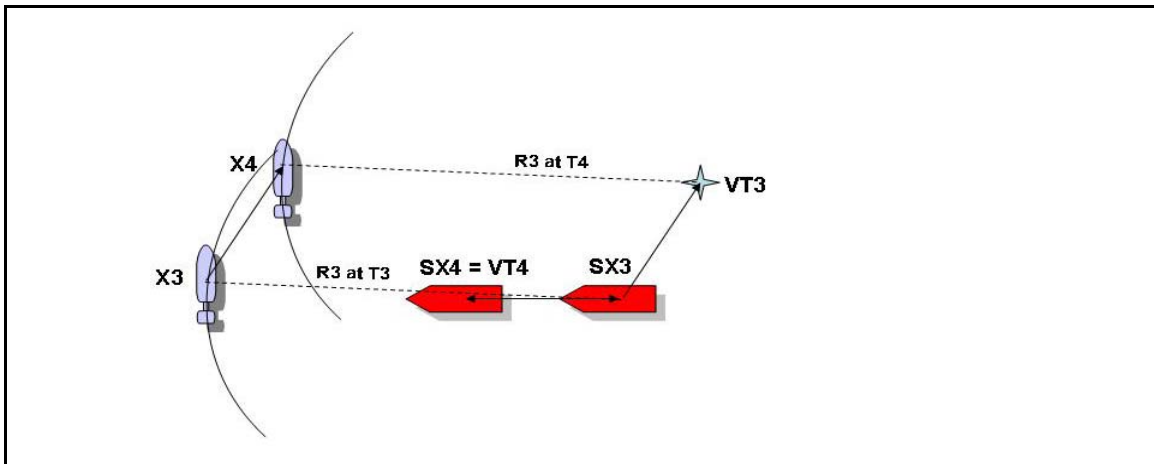 X4
R3 at T4
VT3
X3
R3 at T3
SX4 = VT4
SX3